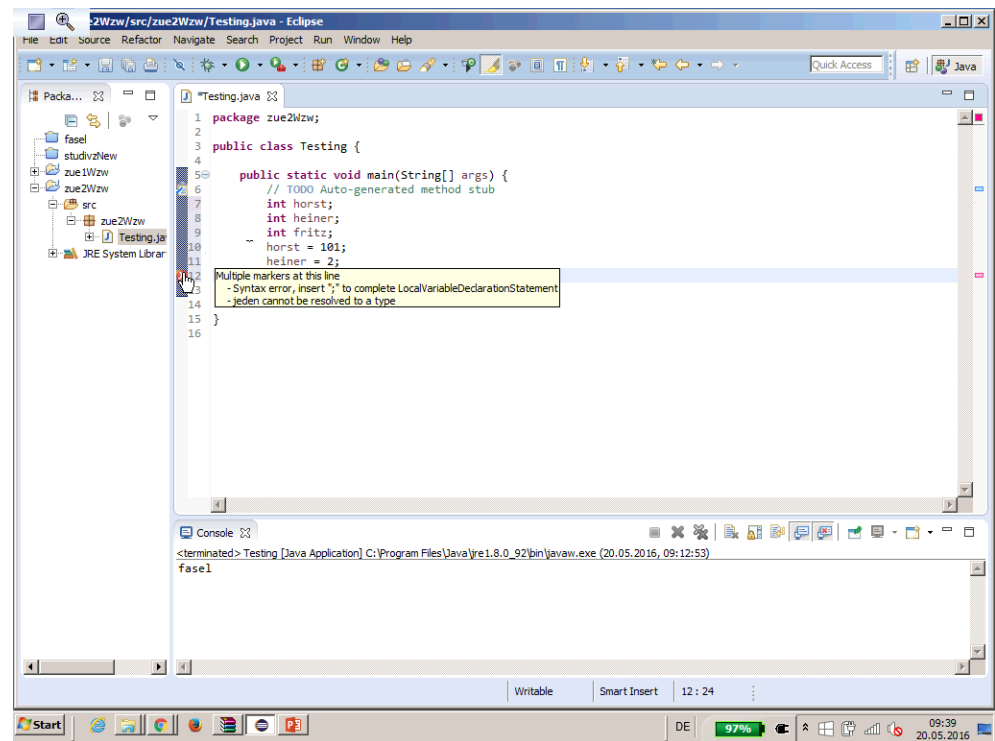 e2Wzw/src/zue2Wzw/Testing.java - Eclipse
File Edit Source Refactor Navigate Search Project Run Window Help
Quick Access
Java
Packa...
fasel
studivzNew
zue1Wzw
zue2Wzw
src
zue2Wzw
Testing.ja
JRE System Librar
*Testing.java
1 package zue2Wzw;
2
3 public class Testing {
4
5 public static void main(String[] args) {
6 // TODO Auto-generated method stub
7 int horst;
8 int heiner;
9 int fritz;
10 horst = 101;
11 heiner = 2;
12
Multiple markers at this line
- Syntax error, insert ";" to complete LocalVariableDeclarationStatement
- jeden cannot be resolved to a type
13
14
15 }
16
Console
<terminated> Testing [Java Application] C:\Program Files\Java\jre1.8.0_92\bin\javaw.exe (20.05.2016, 09:12:53)
fasel
Writable Smart Insert 12 : 24
Start
DE 97% 09:39
20.05.2016